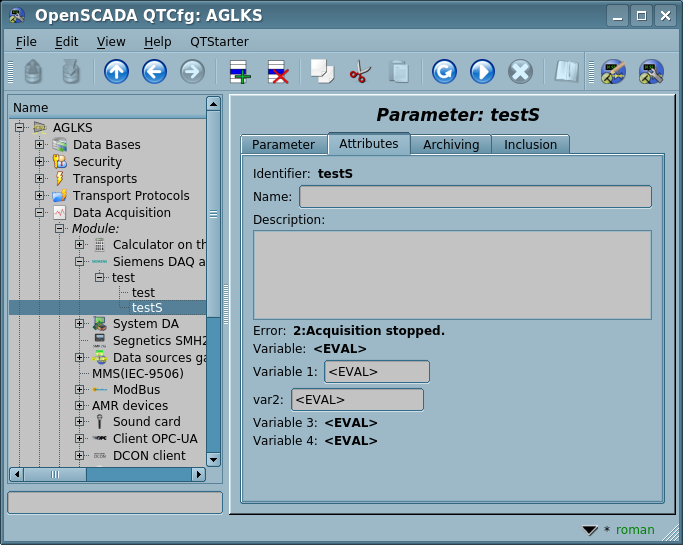 OpenSCADA QTCfg: AGLKS
File Edit View Help QTStarter
Name
AGLKS
Data Bases
Security
Transports
Transport Protocols
Data Acquisition
Module:
Calculator on th
Siemens DAQ a
test
test
testS
System DA
Segnetics SMH2
Data sources ga
MMS(IEC-9506)
ModBus
AMR devices
Sound card
Client OPC-UA
DCON client
Parameter: testS
Parameter Attributes Archiving Inclusion
Identifier: testS
Name:
Description:
Error: 2:Acquisition stopped.
Variable: <EVAL>
Variable 1: <EVAL>
var2: <EVAL>
Variable 3: <EVAL>
Variable 4: <EVAL>
* roman